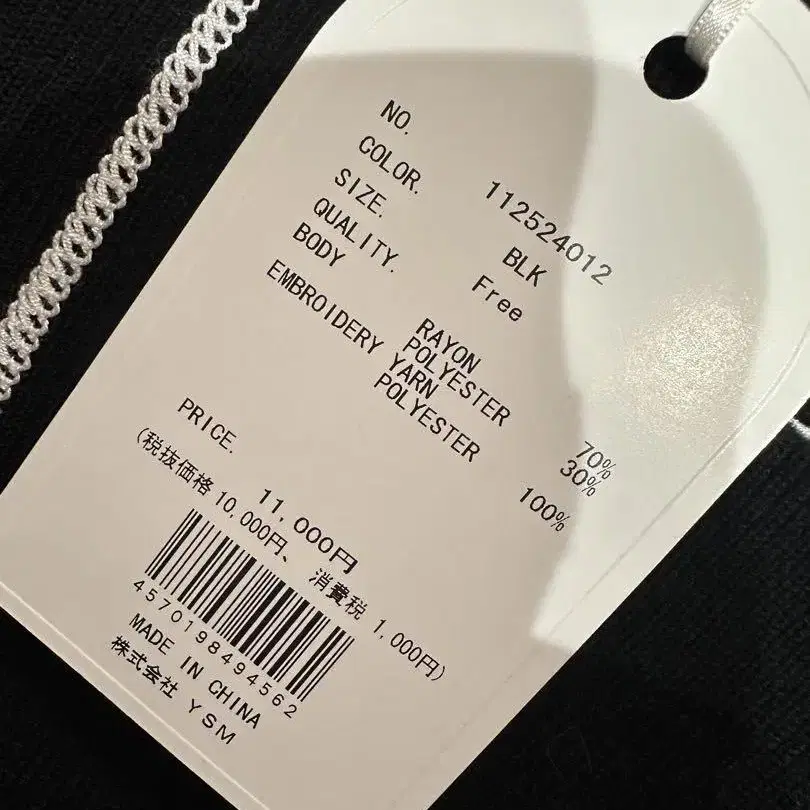 NO. 112524012
COLOR. BLK
SIZE. Free
QUALITY.
BODY
RAYON 70%
POLYESTER 30%
EMBROIDERY YARN
POLYESTER 100%
PRICE. 11,000円
(税抜価格 10,000円、 消費税 1,000円)
4570198494562
MADE IN CHINA
株式会社 YSM